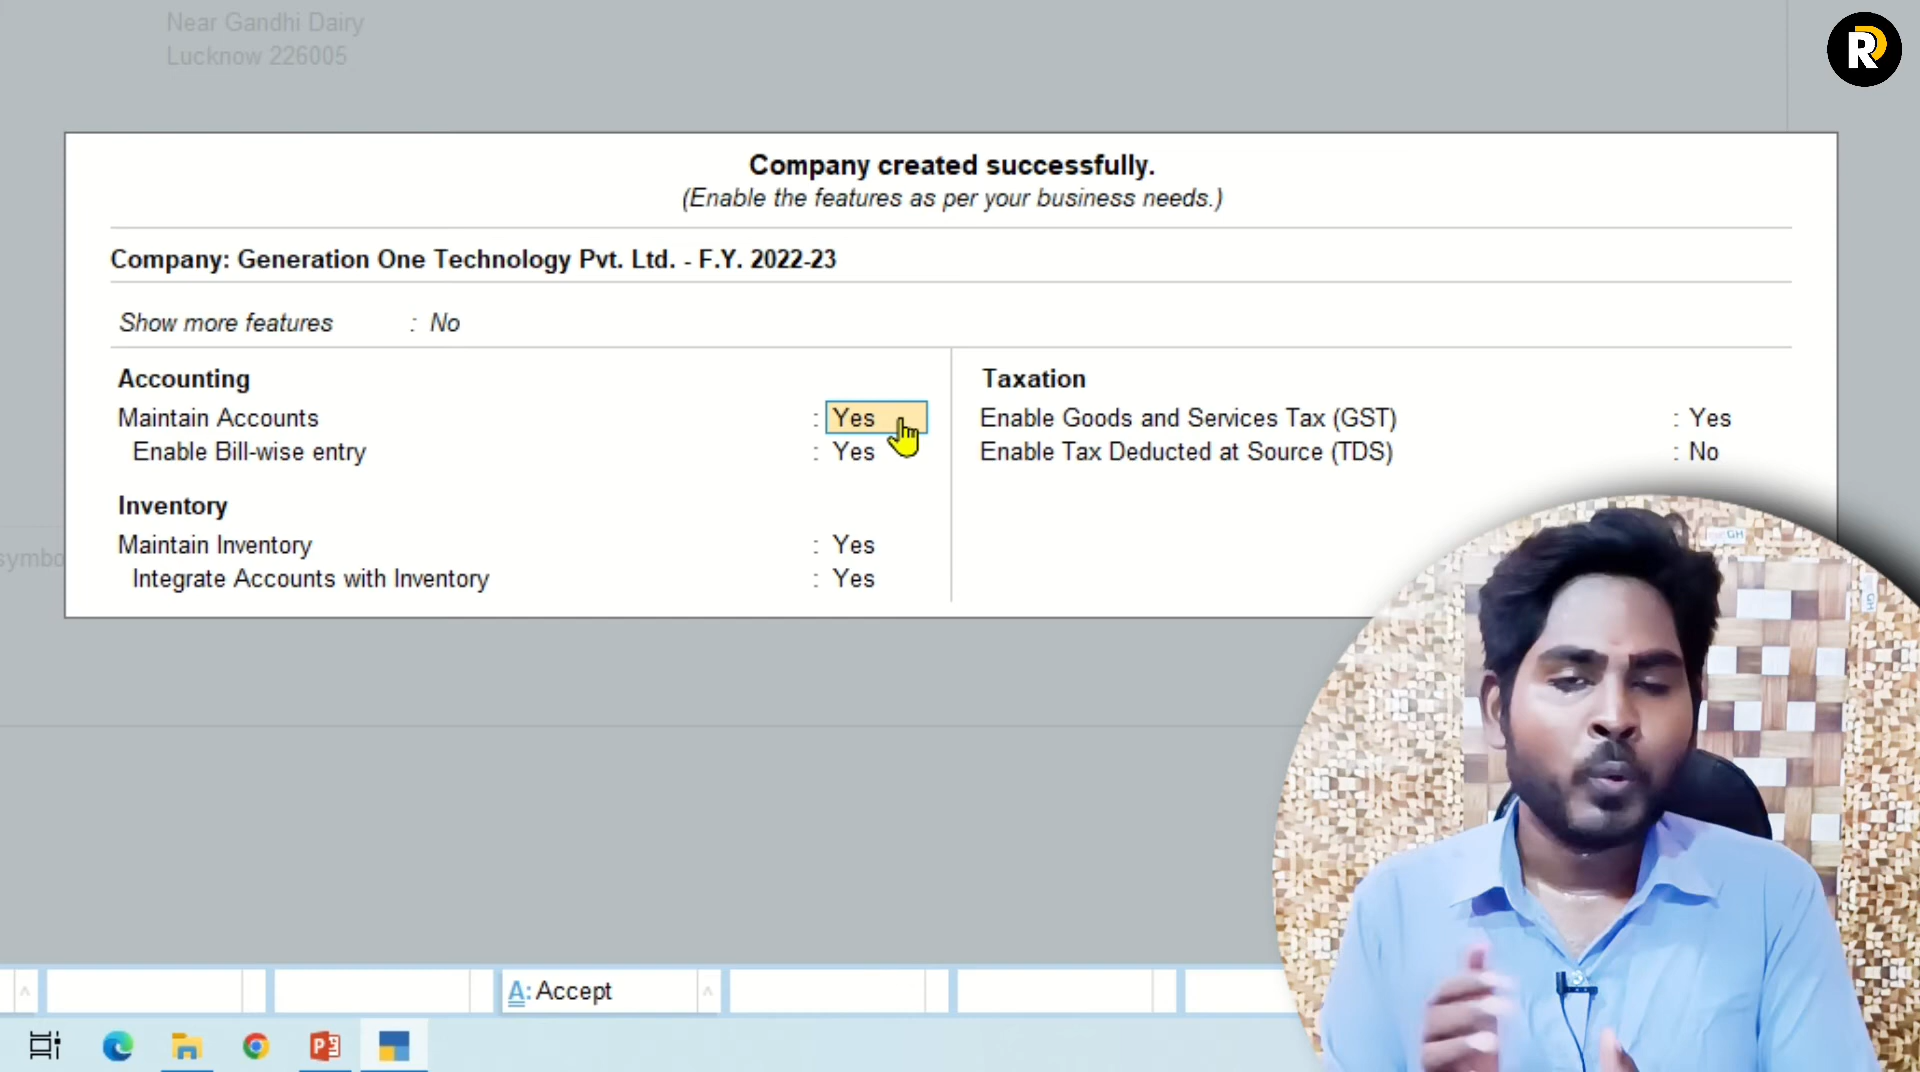 Near Gandhi Dairy
Lucknow 226005
R
Company created successfully.
(Enable the features as per your business needs.)
Company: Generation One Technology Pvt. Ltd. - F.Y. 2022-23
Show more features : No
Accounting
Maintain Accounts : Yes
Enable Bill-wise entry : Yes
Inventory
Maintain Inventory : Yes
Integrate Accounts with Inventory : Yes
Taxation
Enable Goods and Services Tax (GST) : Yes
Enable Tax Deducted at Source (TDS) : No
symbo
GH
GH
A: Accept
P